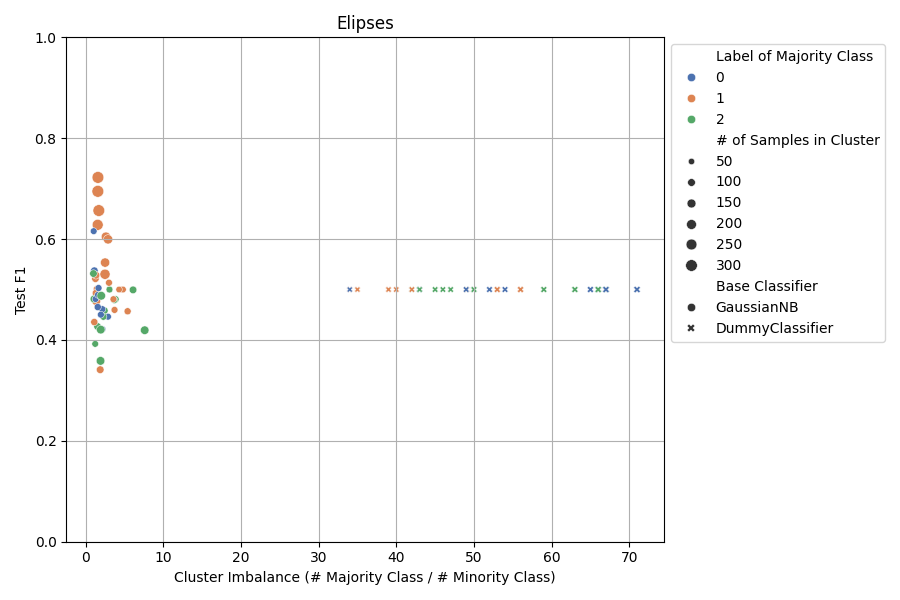 Elipses
1.0
0.8
0.6
0.4
0.2
0.0
Test F1
0 10 20 30 40 50 60 70
Cluster Imbalance (# Majority Class / # Minority Class)
Label of Majority Class
0
1
2
# of Samples in Cluster
50
100
150
200
250
300
Base Classifier
GaussianNB
DummyClassifier